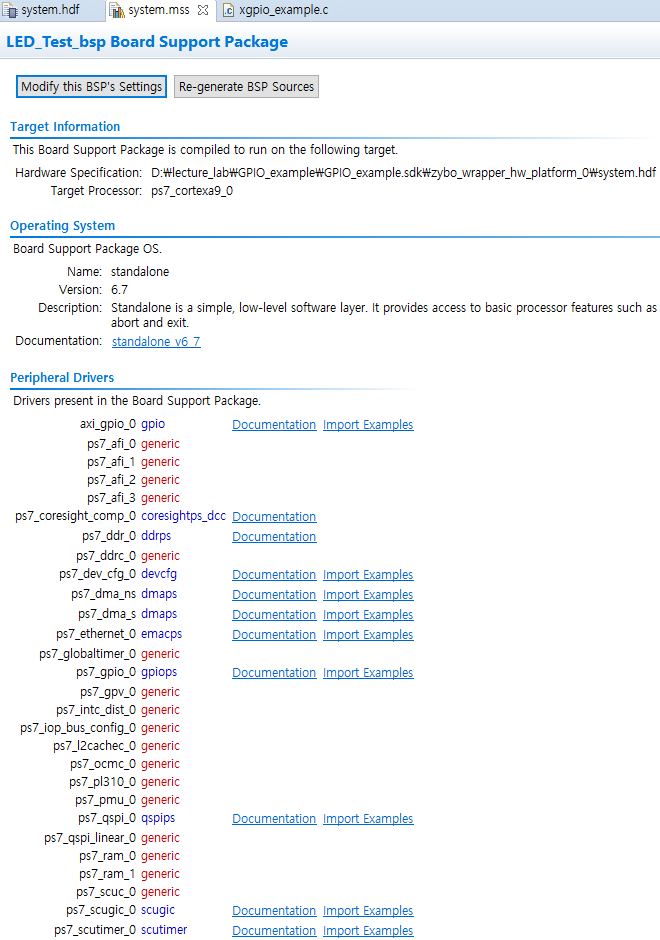 system.hdf system.mss xgpio_example.c
LED_Test_bsp Board Support Package
Modify this BSP's Settings Re-generate BSP Sources
Target Information
This Board Support Package is compiled to run on the following target.
Hardware Specification: D:₩lecture_lab₩GPIO_example₩GPIO_example.sdk₩zybo_wrapper_hw_platform_0₩system.hdf
Target Processor: ps7_cortexa9_0
Operating System
Board Support Package OS.
Name: standalone
Version: 6.7
Description: Standalone is a simple, low-level software layer. It provides access to basic processor features such as
abort and exit.
Documentation: standalone_v6_7
Peripheral Drivers
Drivers present in the Board Support Package.
axi_gpio_0 gpio Documentation Import Examples
ps7_afi_0 generic
ps7_afi_1 generic
ps7_afi_2 generic
ps7_afi_3 generic
ps7_coresight_comp_0 coresightps_dcc Documentation
ps7_ddr_0 ddrps Documentation
ps7_ddrc_0 generic
ps7_dev_cfg_0 devcfg Documentation Import Examples
ps7_dma_ns dmaps Documentation Import Examples
ps7_dma_s dmaps Documentation Import Examples
ps7_ethernet_0 emacps Documentation Import Examples
ps7_globaltimer_0 generic
ps7_gpio_0 gpiops Documentation Import Examples
ps7_gpv_0 generic
ps7_intc_dist_0 generic
ps7_iop_bus_config_0 generic
ps7_l2cachec_0 generic
ps7_ocmc_0 generic
ps7_pl310_0 generic
ps7_pmu_0 generic
ps7_qspi_0 qspips Documentation Import Examples
ps7_qspi_linear_0 generic
ps7_ram_0 generic
ps7_ram_1 generic
ps7_scuc_0 generic
ps7_scugic_0 scugic Documentation Import Examples
ps7_scutimer_0 scutimer Documentation Import Examples